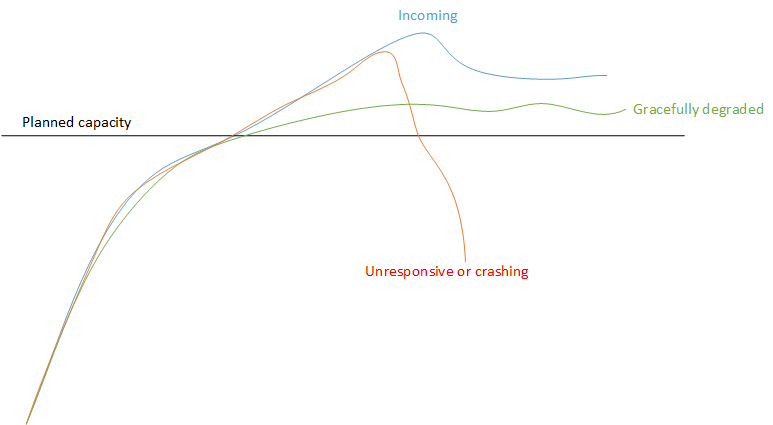 Incoming
Gracefully degraded
Planned capacity
Unresponsive or crashing